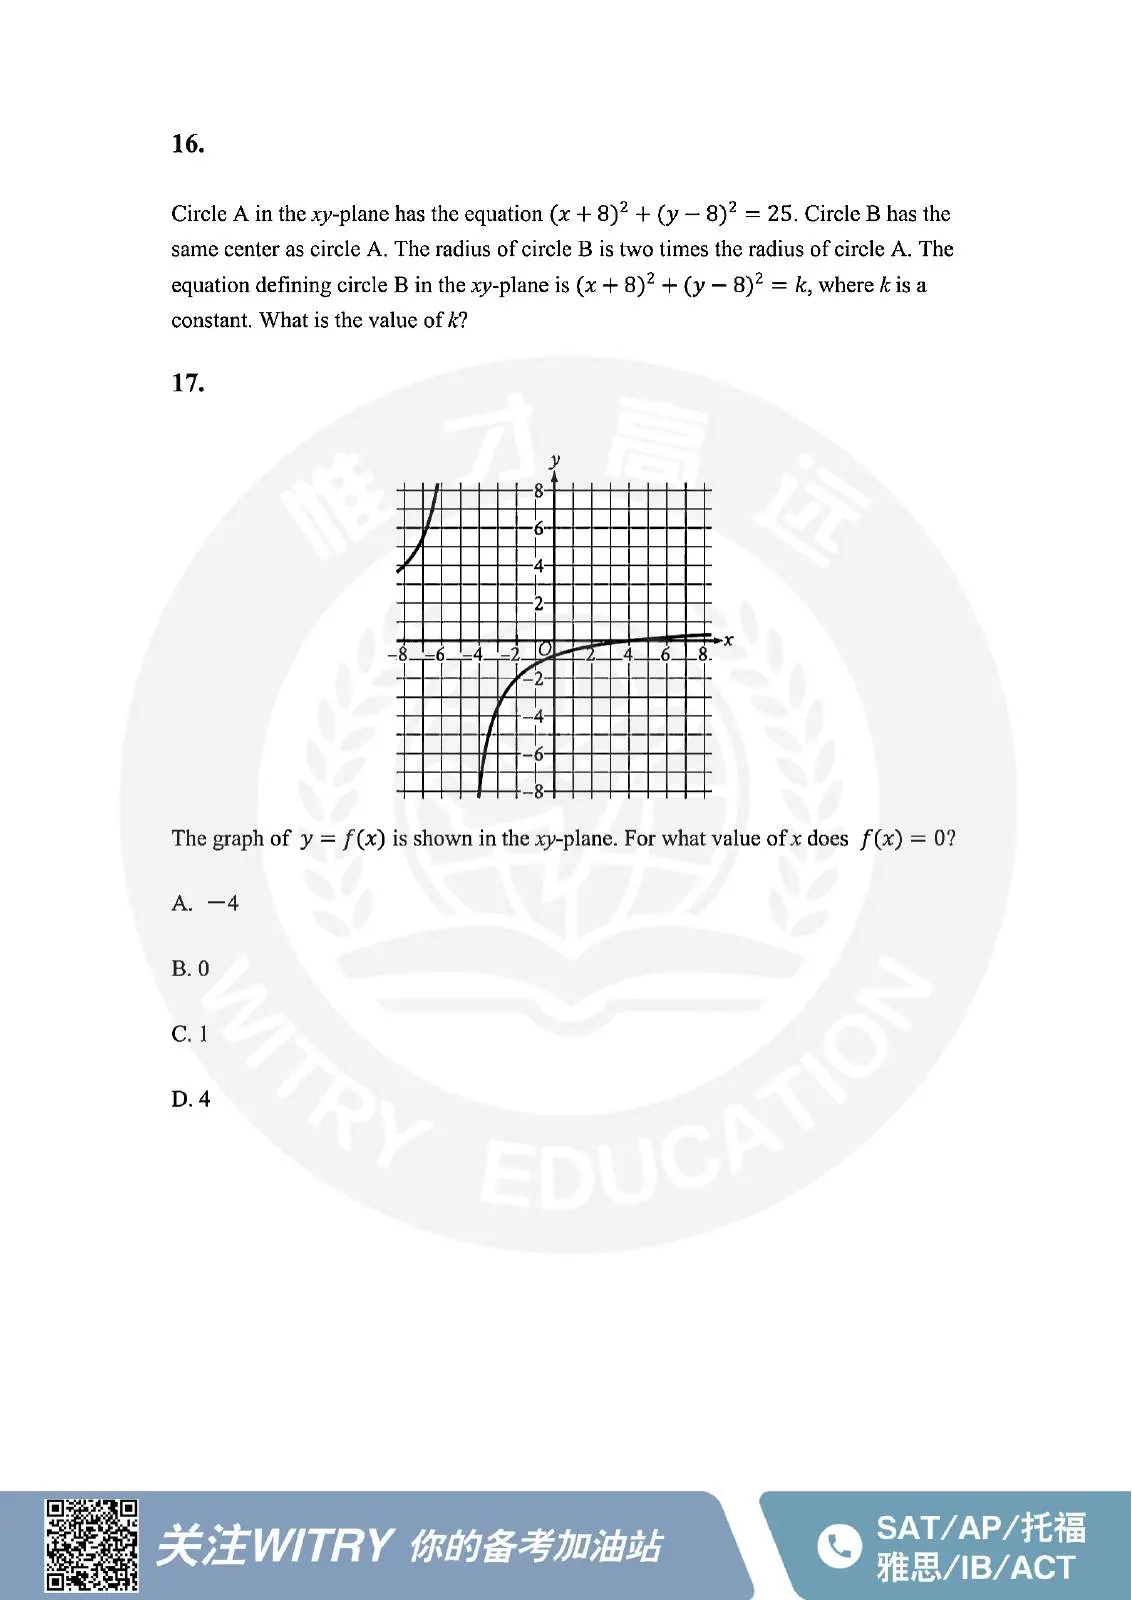 16.
Circle A in the xy-plane has the equation (x + 8)² + (y − 8)² = 25. Circle B has the
same center as circle A. The radius of circle B is two times the radius of circle A. The
equation defining circle B in the xy-plane is (x + 8)² + (y − 8)² = k, where k is a
constant. What is the value of k?
17.
惟才高远
y
8
6
4
2
−8 −6 −4 −2 O 2 4 6 8 x
−2
−4
−6
−8
The graph of y = f(x) is shown in the xy-plane. For what value of x does f(x) = 0?
A. −4
B. 0
C. 1
D. 4
WITRY EDUCATION
关注WITRY 你的备考加油站
SAT/AP/托福
雅思/IB/ACT